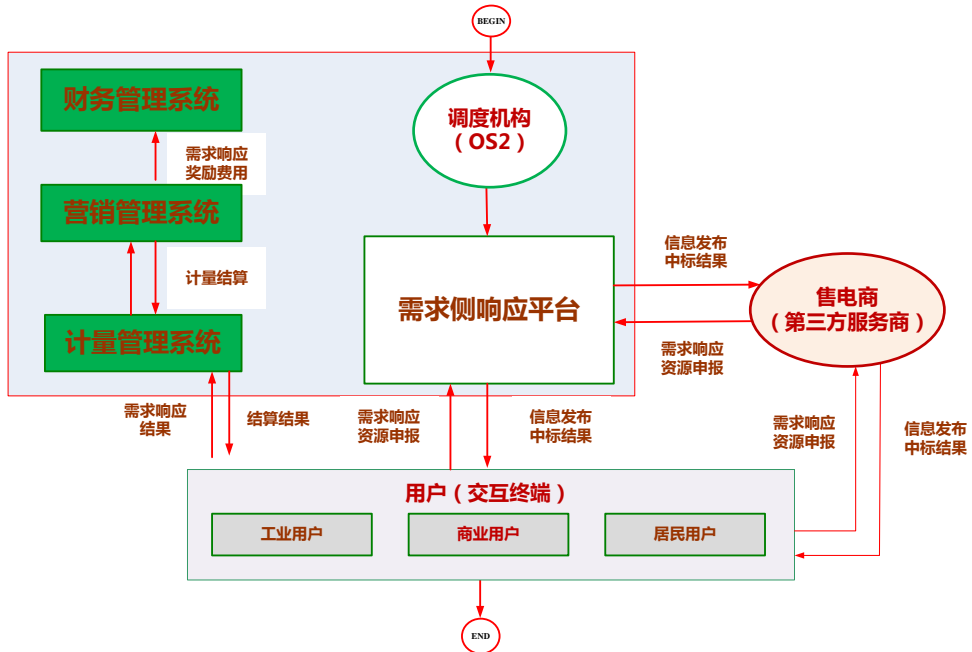 BEGIN
财务管理系统
调度机构
（OS2）
需求响应
奖励费用
营销管理系统
信息发布
中标结果
计量结算
需求侧响应平台
售电商
（第三方服务商）
计量管理系统
需求响应
资源申报
需求响应
结果
结算结果
需求响应
资源申报
信息发布
中标结果
需求响应
资源申报
信息发布
中标结果
用户（交互终端）
工业用户
商业用户
居民用户
END